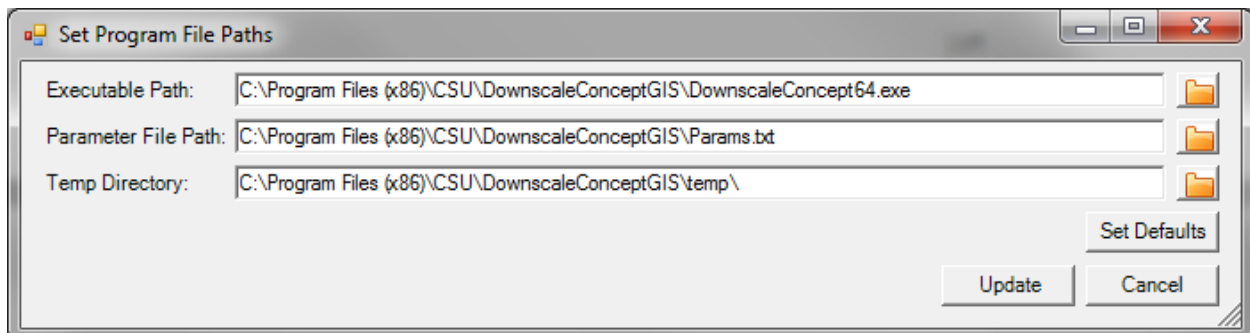 Set Program File Paths
Executable Path: C:\Program Files (x86)\CSU\DownscaleConceptGIS\DownscaleConcept64.exe
Parameter File Path: C:\Program Files (x86)\CSU\DownscaleConceptGIS\Params.txt
Temp Directory: C:\Program Files (x86)\CSU\DownscaleConceptGIS\temp\
Set Defaults
Update Cancel